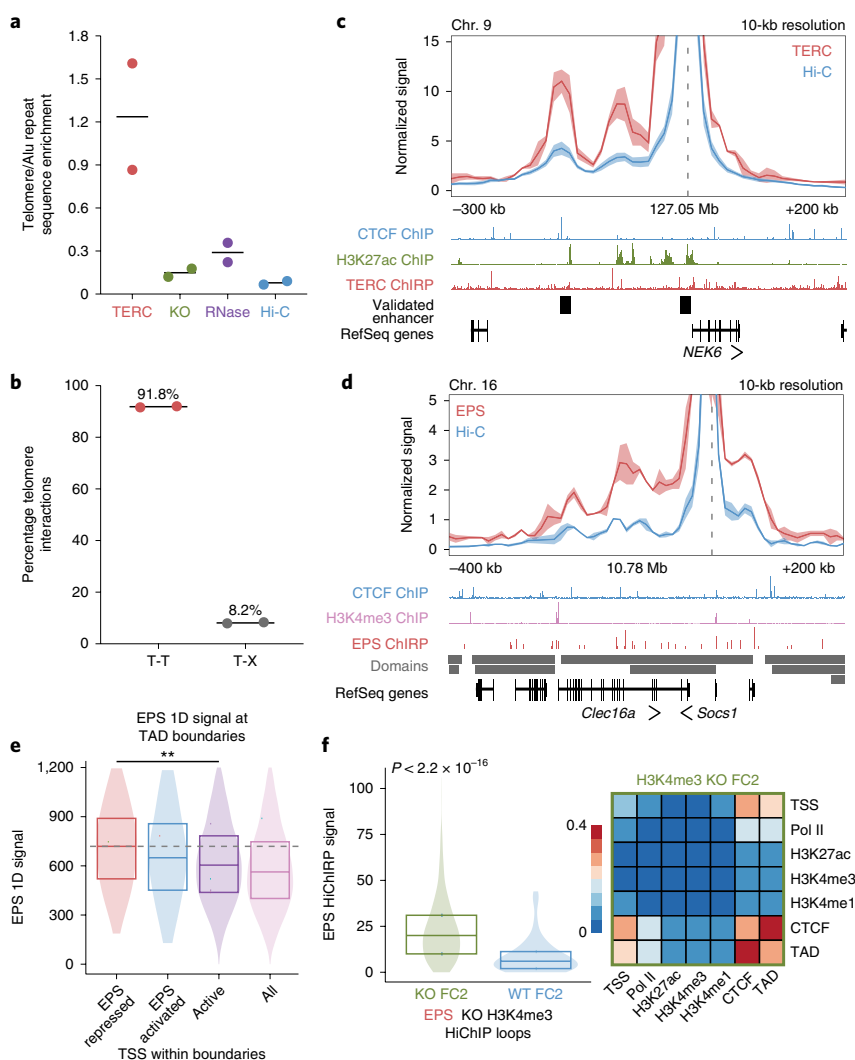 a
Telomere/Alu repeat
sequence enrichment
1.8
1.5
1.2
0.9
0.6
0.3
0
TERC KO RNase Hi-C
b
Percentage telomere
interactions
100
80
60
40
20
0
91.8%
8.2%
T-T T-X
c
Chr. 9 10-kb resolution
Normalized signal
15
10
5
0
TERC
Hi-C
–300 kb 127.05 Mb +200 kb
CTCF ChIP
H3K27ac ChIP
TERC ChIRP
Validated
enhancer
RefSeq genes
NEK6 >
d
Chr. 16 10-kb resolution
Normalized signal
5
4
3
2
1
0
EPS
Hi-C
–400 kb 10.78 Mb +200 kb
CTCF ChIP
H3K4me3 ChIP
EPS ChIRP
Domains
RefSeq genes
Clec16a > < Socs1
e
EPS 1D signal at
TAD boundaries
**
EPS 1D signal
1,200
900
600
300
0
EPS
repressed
EPS
activated
Active
All
TSS within boundaries
f
P < 2.2 × 10−16
EPS HiChIRP signal
100
75
50
25
0
KO FC2 WT FC2
EPS KO H3K4me3
HiChIP loops
0.4
0
H3K4me3 KO FC2
TSS
Pol II
H3K27ac
H3K4me3
H3K4me1
CTCF
TAD
TSS
Pol II
H3K27ac
H3K4me3
H3K4me1
CTCF
TAD